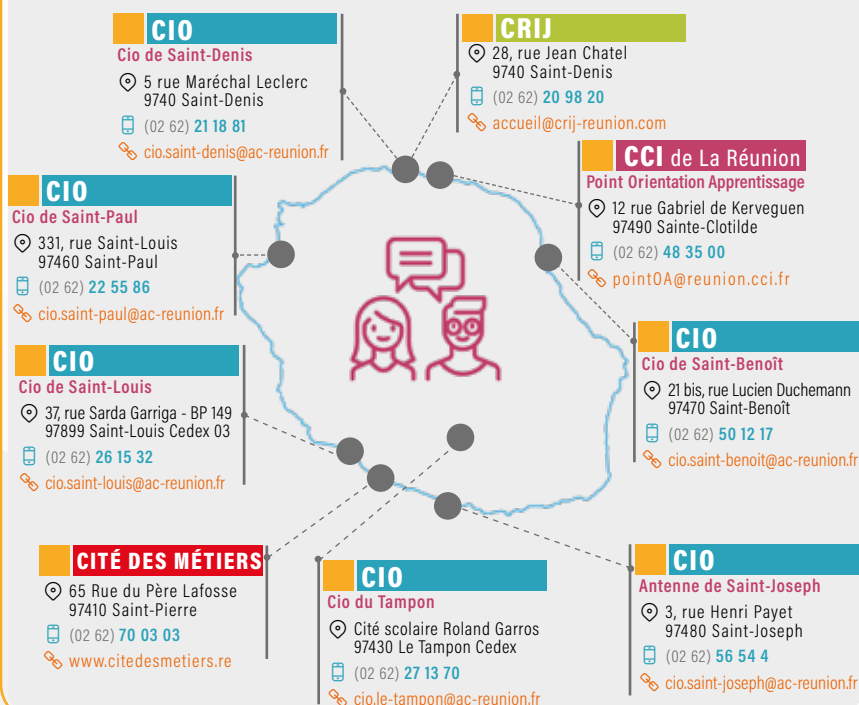 CIO
Cio de Saint-Denis
5 rue Maréchal Leclerc
9740 Saint-Denis
(02 62) 21 18 81
cio.saint-denis@ac-reunion.fr
CRIJ
28, rue Jean Chatel
9740 Saint-Denis
(02 62) 20 98 20
accueil@crij-reunion.com
CCI de La Réunion
Point Orientation Apprentissage
12 rue Gabriel de Kerveguen
97490 Sainte-Clotilde
(02 62) 48 35 00
pointOA@reunion.cci.fr
CIO
Cio de Saint-Paul
331, rue Saint-Louis
97460 Saint-Paul
(02 62) 22 55 86
cio.saint-paul@ac-reunion.fr
CIO
Cio de Saint-Benoît
21 bis, rue Lucien Duchemann
97470 Saint-Benoît
(02 62) 50 12 17
cio.saint-benoit@ac-reunion.fr
CIO
Cio de Saint-Louis
37, rue Sarda Garriga - BP 149
97899 Saint-Louis Cedex 03
(02 62) 26 15 32
cio.saint-louis@ac-reunion.fr
CITÉ DES MÉTIERS
65 Rue du Père Lafosse
97410 Saint-Pierre
(02 62) 70 03 03
www.citedesmetiers.re
CIO
Cio du Tampon
Cité scolaire Roland Garros
97430 Le Tampon Cedex
(02 62) 27 13 70
cio.le-tampon@ac-reunion.fr
CIO
Antenne de Saint-Joseph
3, rue Henri Payet
97480 Saint-Joseph
(02 62) 56 54 4
cio.saint-joseph@ac-reunion.fr